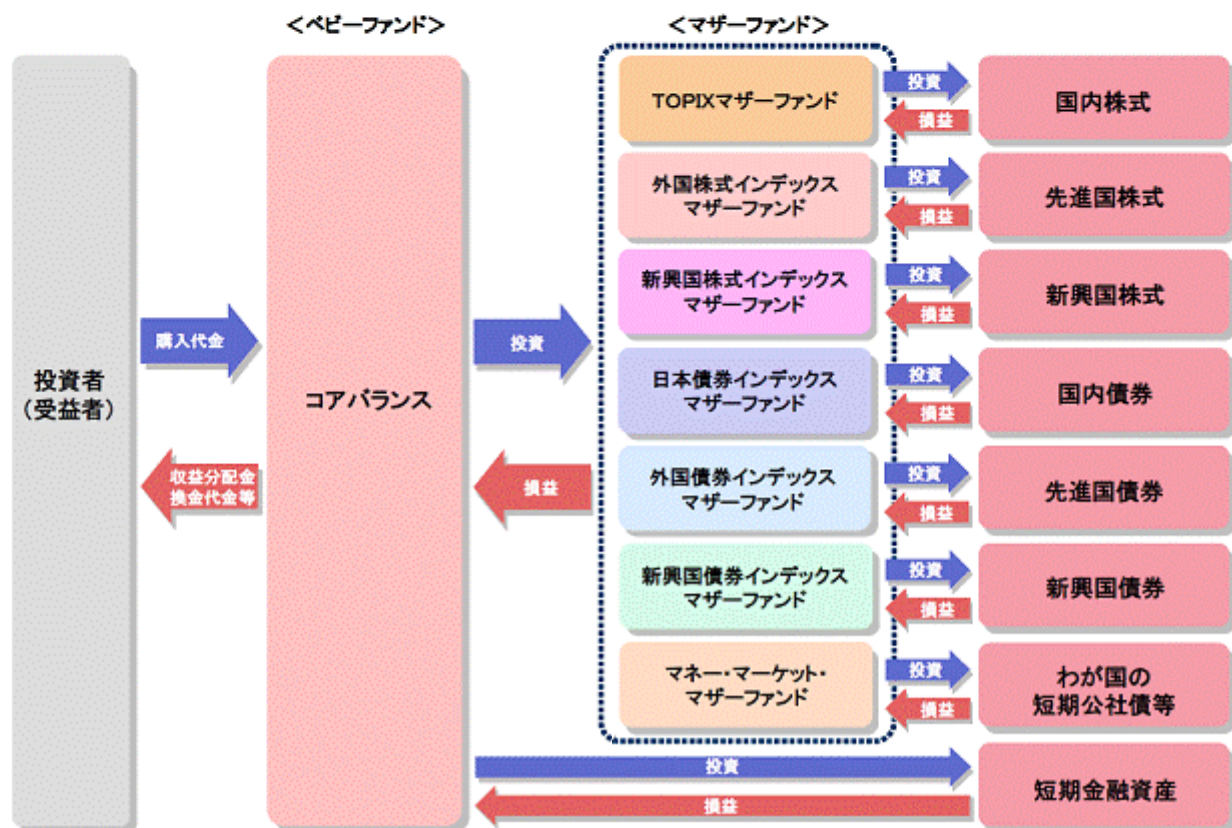 <ベビーファンド>
<マザーファンド>
投資者
(受益者)
購入代金
収益分配金
換金代金等
コアバランス
投資
損益
TOPIXマザーファンド
投資
損益
国内株式
外国株式インデックス
マザーファンド
投資
損益
先進国株式
新興国株式インデックス
マザーファンド
投資
損益
新興国株式
日本債券インデックス
マザーファンド
投資
損益
国内債券
外国債券インデックス
マザーファンド
投資
損益
先進国債券
新興国債券インデックス
マザーファンド
投資
損益
新興国債券
マネー・マーケット・
マザーファンド
投資
損益
わが国の
短期公社債等
投資
損益
短期金融資産